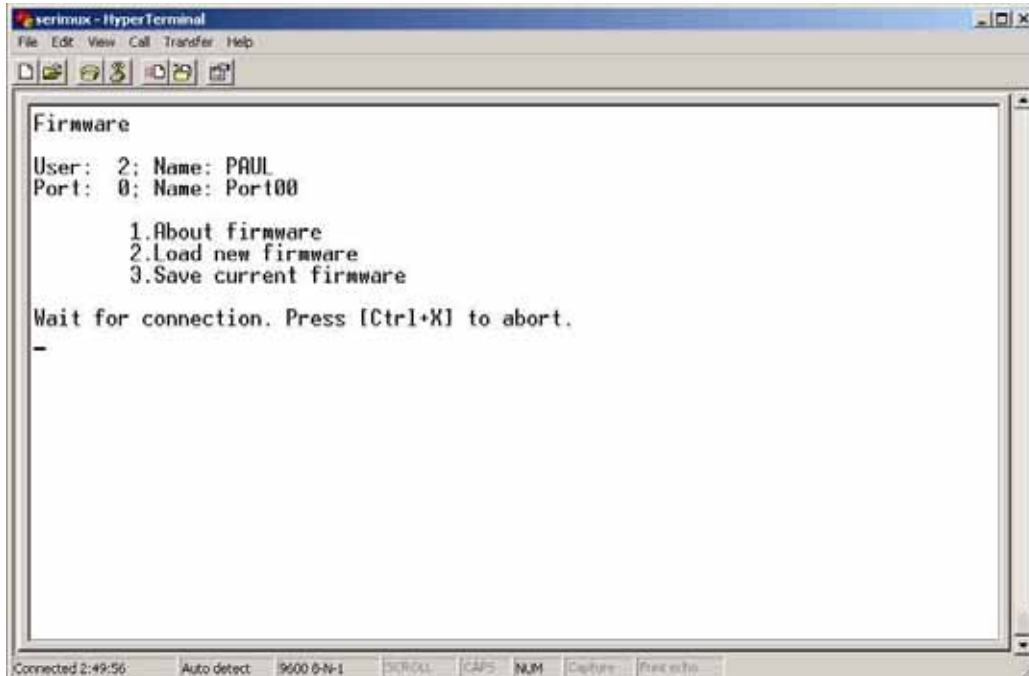 serimux - HyperTerminal
File Edit View Call Transfer Help
Firmware
User: 2; Name: PAUL
Port: 0; Name: Port00
1.About firmware
2.Load new firmware
3.Save current firmware
Wait for connection. Press [Ctrl+X] to abort.
Connected 2:49:56 Auto detect 9600 8-N-1 SCROLL CAPS NUM Capture Print echo